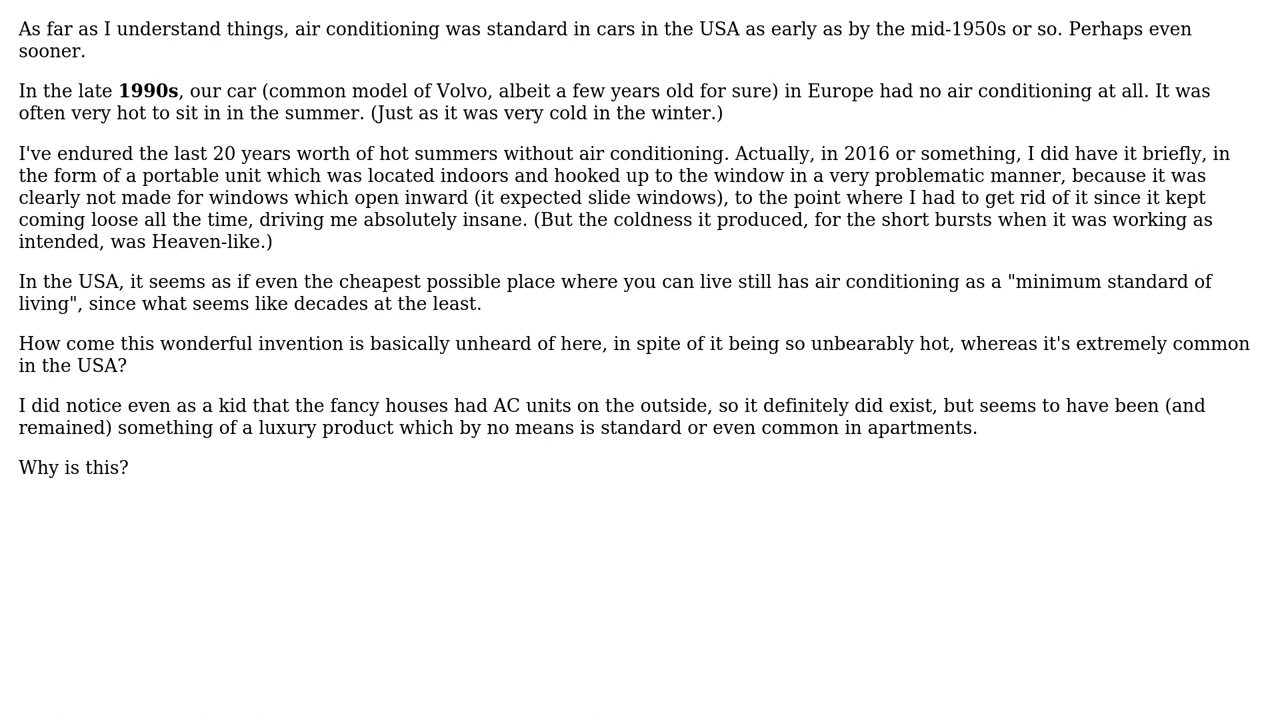 As far as I understand things, air conditioning was standard in cars in the USA as early as by the mid-1950s or so. Perhaps even
sooner.
In the late 1990s, our car (common model of Volvo, albeit a few years old for sure) in Europe had no air conditioning at all. It was
often very hot to sit in in the summer. (Just as it was very cold in the winter.)
I've endured the last 20 years worth of hot summers without air conditioning. Actually, in 2016 or something, I did have it briefly, in
the form of a portable unit which was located indoors and hooked up to the window in a very problematic manner, because it was
clearly not made for windows which open inward (it expected slide windows), to the point where I had to get rid of it since it kept
coming loose all the time, driving me absolutely insane. (But the coldness it produced, for the short bursts when it was working as
intended, was Heaven-like.)
In the USA, it seems as if even the cheapest possible place where you can live still has air conditioning as a "minimum standard of
living", since what seems like decades at the least.
How come this wonderful invention is basically unheard of here, in spite of it being so unbearably hot, whereas it's extremely common
in the USA?
I did notice even as a kid that the fancy houses had AC units on the outside, so it definitely did exist, but seems to have been (and
remained) something of a luxury product which by no means is standard or even common in apartments.
Why is this?